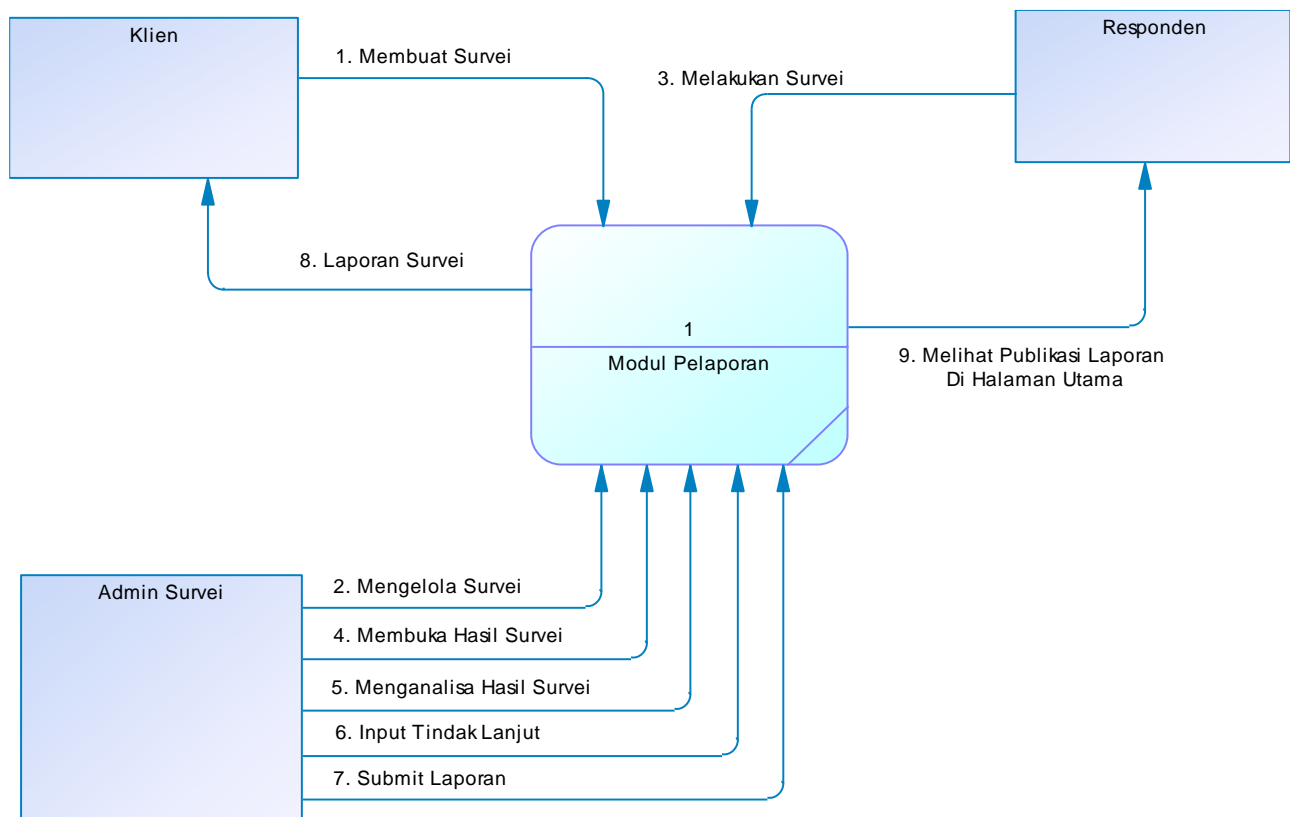 Klien
Responden
1. Membuat Survei
3. Melakukan Survei
8. Laporan Survei
1
Modul Pelaporan
9. Melihat Publikasi Laporan
Di Halaman Utama
Admin Survei
2. Mengelola Survei
4. Membuka Hasil Survei
5. Menganalisa Hasil Survei
6. Input Tindak Lanjut
7. Submit Laporan